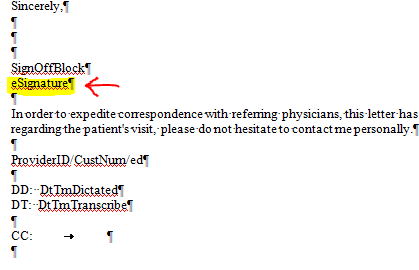 Sincerely,¶
¶
¶
¶
SignOffBlock¶
eSignature¶
¶
In order to expedite correspondence with referring physicians, this letter has
regarding the patient's visit, please do not hesitate to contact me personally.¶
¶
ProviderID/CustNum/ed¶
¶
DD: DtTmDictated¶
DT: DtTmTranscribe¶
¶
CC: → ¶
¶